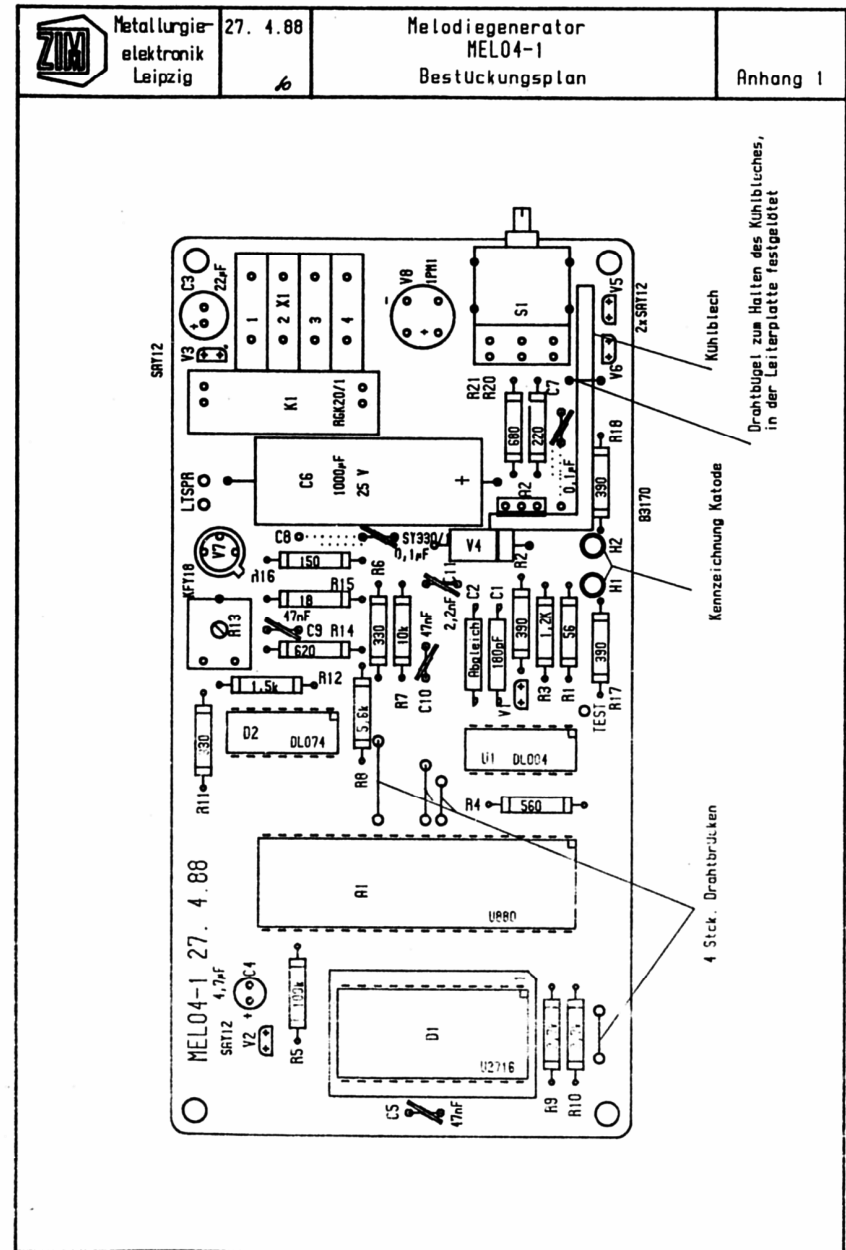 ZIM
Metallurgie-
elektronik
Leipzig
27. 4.88
Melodiegenerator
MEL04-1
Bestückungsplan
Anhang 1
SAY12
V3
C3
22µF
1
2 X1
3
4
V8
1PM1
S1
V5
2xSAY12
V6
Kühlblech
Drahtbügel zum Halten des Kühlbleches,
in der Leiterplatte festgelötet
K1
RGK20/1
R21
R20
C7
680
220
0,1µF
R18
390
B3170
LTSPR
C6
1000µF
25 V
A2
C8
SY330/1
0,1µF
V4
H2
H1
Kennzeichnung Katode
KFY18
V7
R16
150
R15
18
R6
C11
2,2nF
R2
C2
C1
R13
47nF
C9
R14
620
330
10k
47nF
Abgleich
180pF
390
1,2K
56
390
1,5k
R12
R7
C10
V1
R3
R1
TEST
R17
R11
D2
DL074
5,6k
R8
U1
DL004
R4
560
4 Stck. Drahtbrücken
A1
U880
MEL04-1 27. 4.88
4,7µF
C4
SAY12
V2
R5
100k
D1
U2716
R9
R10
C5
47nF